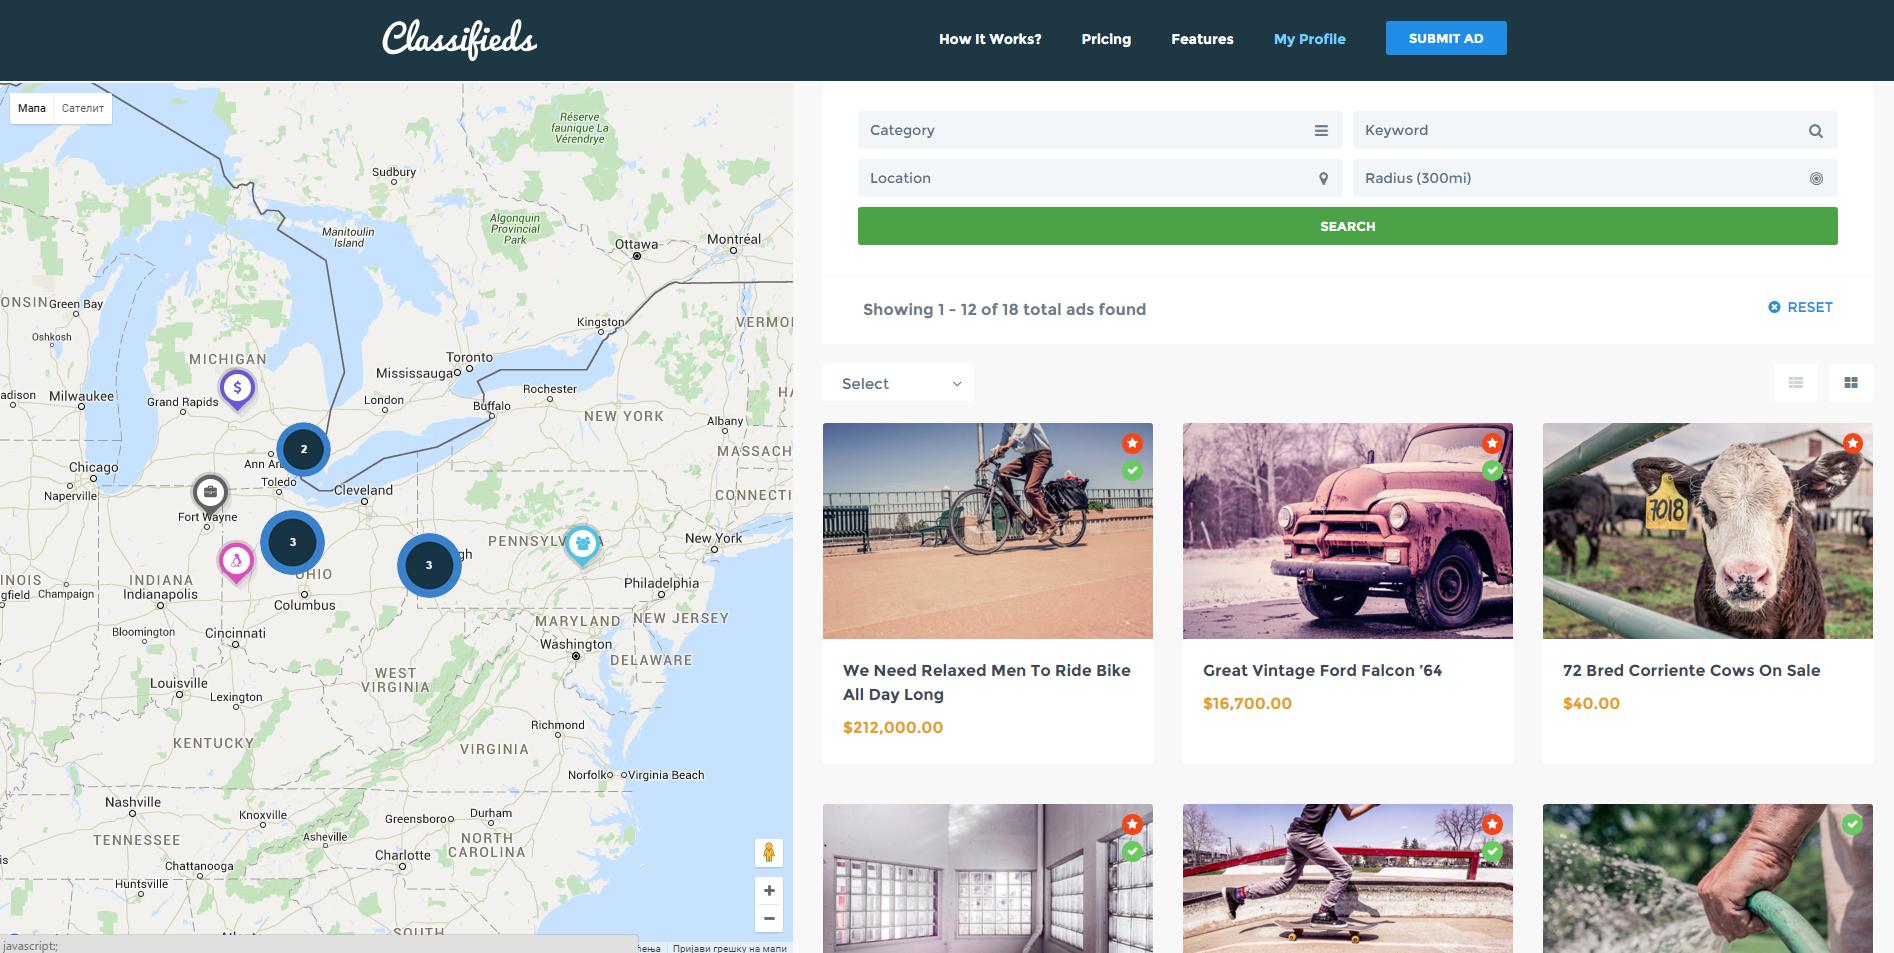 Classifieds
How It Works?
Pricing
Features
My Profile
SUBMIT AD
Мапа
Сателит
Réserve
faunique La
Vérendrye
Sudbury
Algonquin
Provincial
Park
Manitoulin
Island
Ottawa
Montréal
ONSIN
Green Bay
Oshkosh
Kingston
VERMO
MICHIGAN
Toronto
Mississauga
adison
Milwaukee
Grand Rapids
London
Rochester
Buffalo
NEW YORK
Albany
HA
$
2
MASSACH
Chicago
Ann Ar
Naperville
Toledo
Cleveland
CONNECTI
Fort Wayne
3
3
gh
PENNSYLV
A
New York
INOIS
INDIANA
OHIO
gfield
Champaign
Indianapolis
Columbus
Philadelphia
MARYLAND
NEW JERSEY
Bloomington
Cincinnati
Washington
DELAWARE
WEST
VIRGINIA
Louisville
Lexington
Richmond
KENTUCKY
VIRGINIA
Norfolk
Virginia Beach
Nashville
Knoxville
Greensboro
Durham
TENNESSEE
Asheville
NORTH
CAROLINA
Charlotte
Chattanooga
Huntsville
SOUTH
+
−
javascript:;
Пријави грешку на мапи
Category
Keyword
Location
Radius (300mi)
SEARCH
Showing 1 - 12 of 18 total ads found
RESET
Select
7018
We Need Relaxed Men To Ride Bike
All Day Long
$212,000.00
Great Vintage Ford Falcon ’64
$16,700.00
72 Bred Corriente Cows On Sale
$40.00